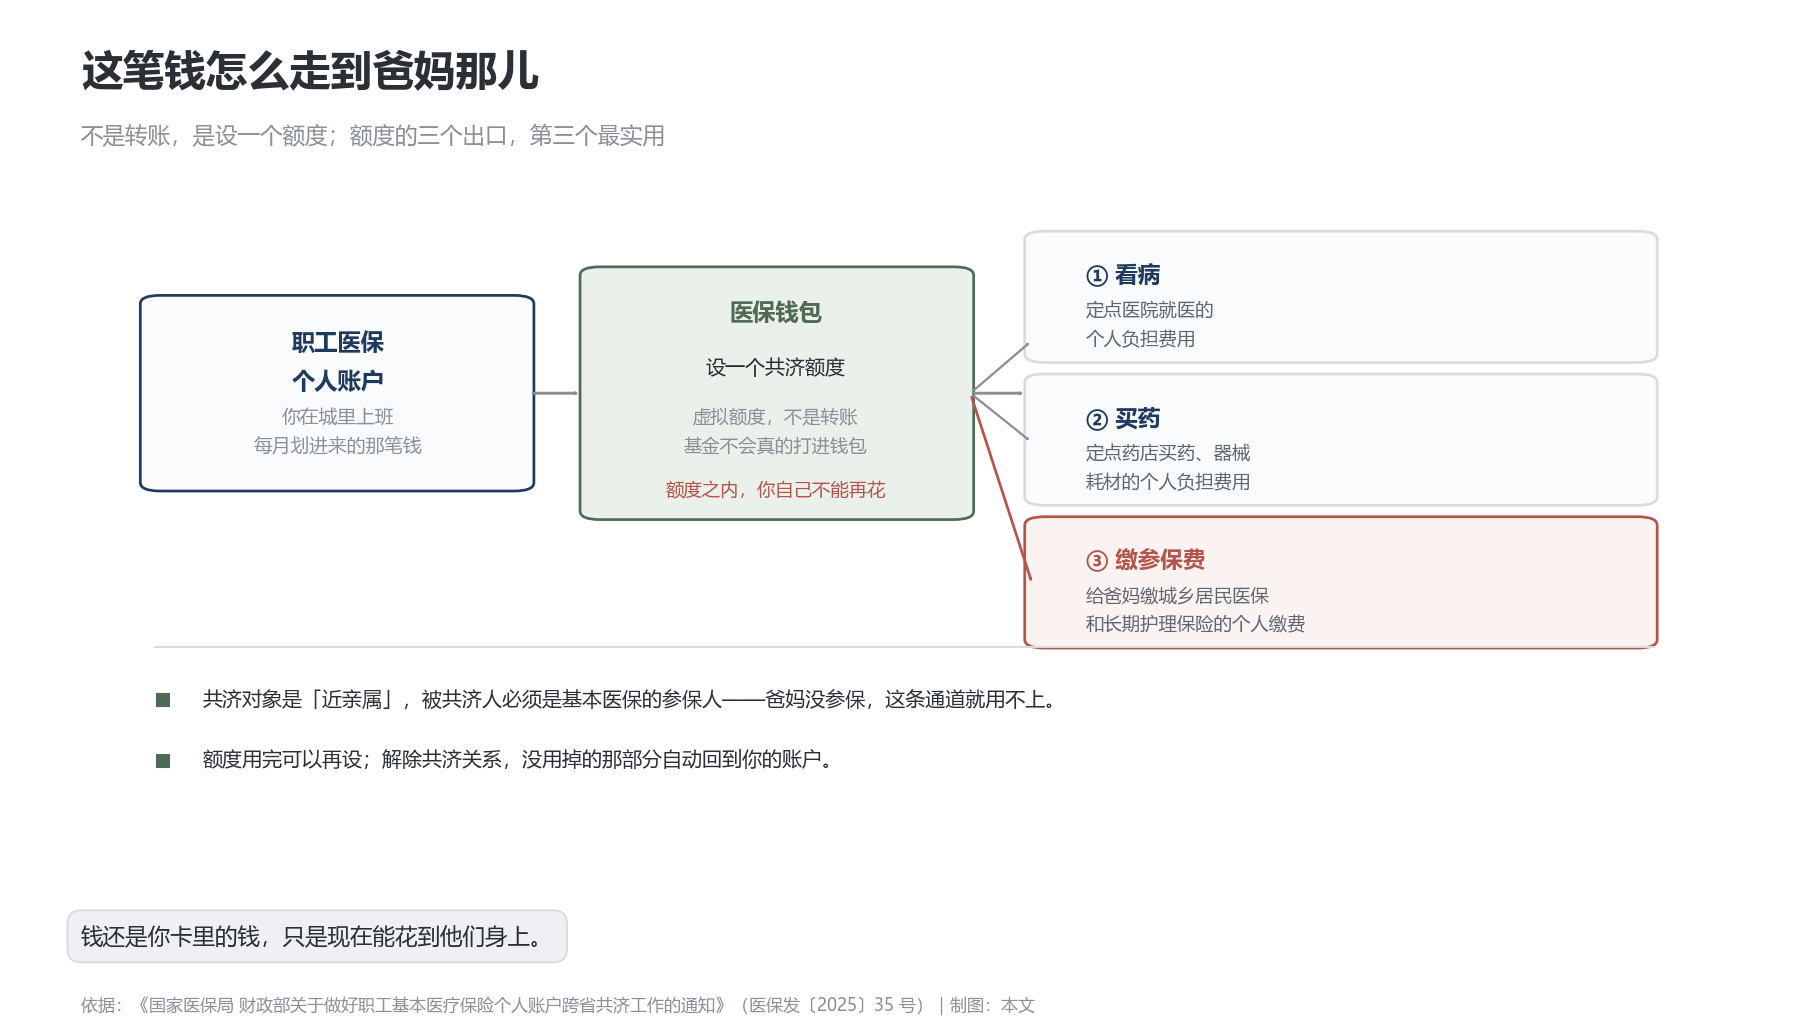 这笔钱怎么走到爸妈那儿
不是转账，是设一个额度；额度的三个出口，第三个最实用
职工医保
个人账户
你在城里上班
每月划进来的那笔钱
医保钱包
设一个共济额度
虚拟额度，不是转账
基金不会真的打进钱包
额度之内，你自己不能再花
① 看病
定点医院就医的
个人负担费用
② 买药
定点药店买药、器械
耗材的个人负担费用
③ 缴参保费
给爸妈缴城乡居民医保
和长期护理保险的个人缴费
共济对象是「近亲属」，被共济人必须是基本医保的参保人——爸妈没参保，这条通道就用不上。
额度用完可以再设；解除共济关系，没用掉的那部分自动回到你的账户。
钱还是你卡里的钱，只是现在能花到他们身上。
依据：《国家医保局 财政部关于做好职工基本医疗保险个人账户跨省共济工作的通知》（医保发〔2025〕35 号）｜制图：本文